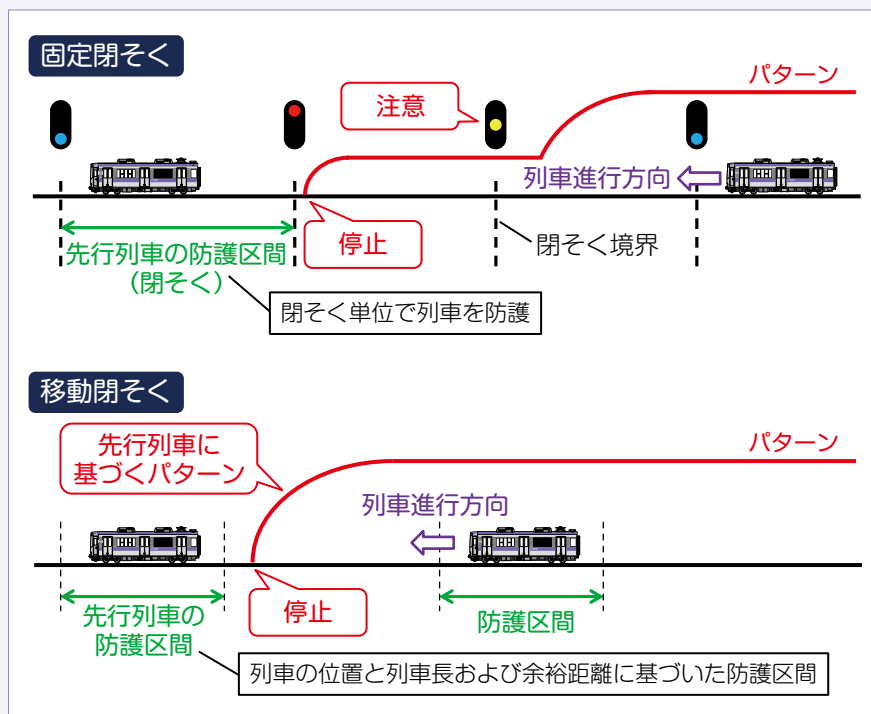 固定閉そく
パターン
注意
列車進行方向
停止
先行列車の防護区間
(閉そく)
閉そく境界
閉そく単位で列車を防護
移動閉そく
先行列車に
基づくパターン
パターン
列車進行方向
停止
先行列車の
防護区間
防護区間
列車の位置と列車長および余裕距離に基づいた防護区間